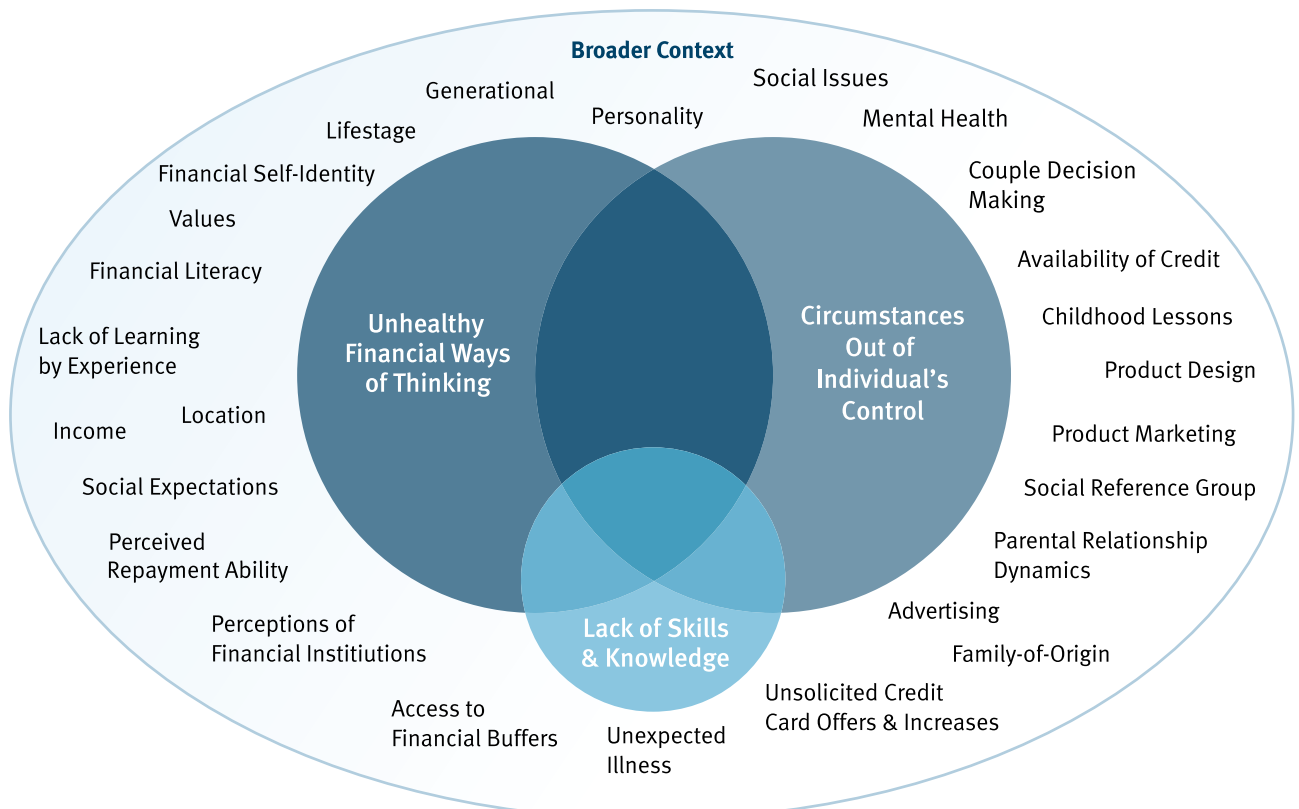 Broader Context
Social Issues
Generational
Personality
Mental Health
Lifestage
Financial Self-Identity
Couple Decision
Making
Values
Financial Literacy
Availability of Credit
Lack of Learning
by Experience
Unhealthy
Financial Ways
of Thinking
Circumstances
Out of
Individual’s
Control
Childhood Lessons
Product Design
Location
Income
Product Marketing
Social Expectations
Social Reference Group
Perceived
Repayment Ability
Parental Relationship
Dynamics
Advertising
Perceptions of
Financial Institiutions
Lack of Skills
& Knowledge
Family-of-Origin
Access to
Financial Buffers
Unexpected
Illness
Unsolicited Credit
Card Offers & Increases